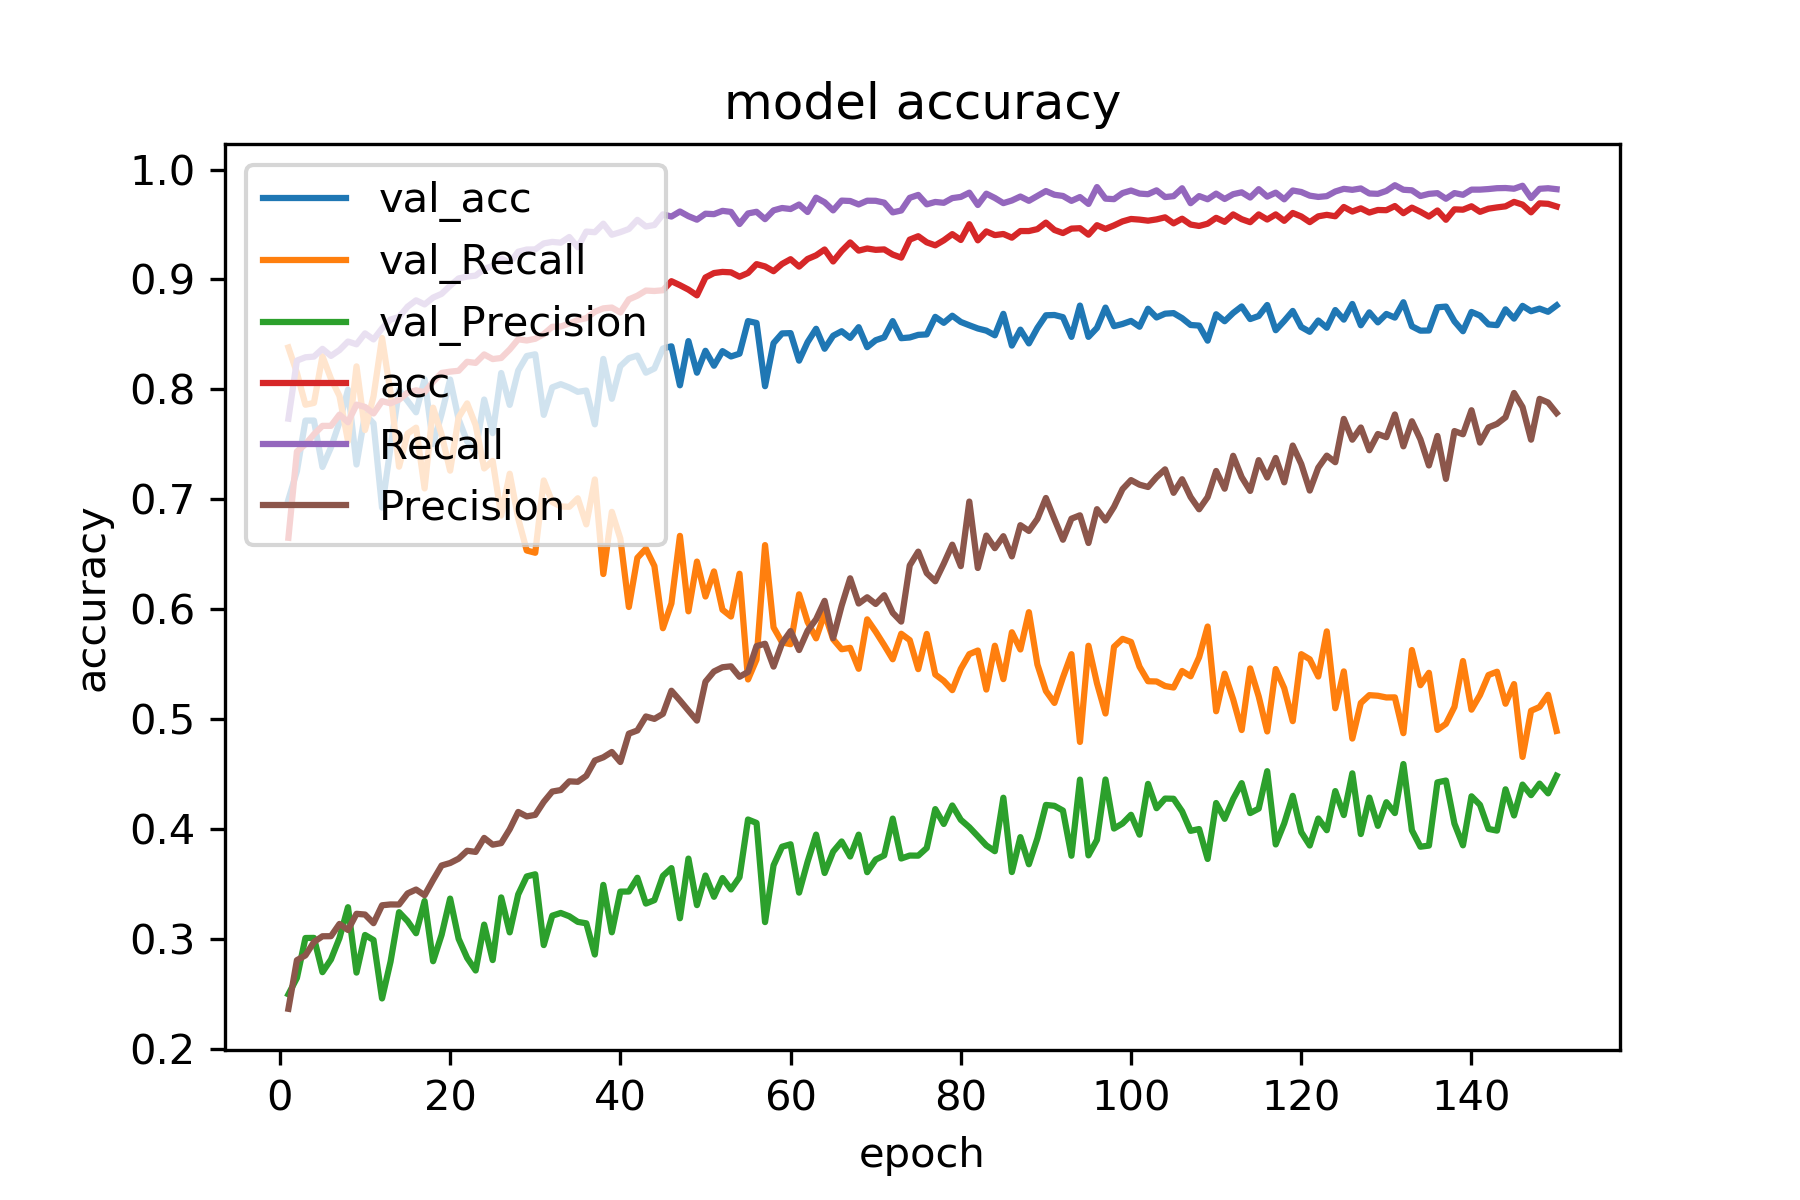 model accuracy
accuracy
1.0
0.9
0.8
0.7
0.6
0.5
0.4
0.3
0.2
val_acc
val_Recall
val_Precision
acc
Recall
Precision
0 20 40 60 80 100 120 140
epoch